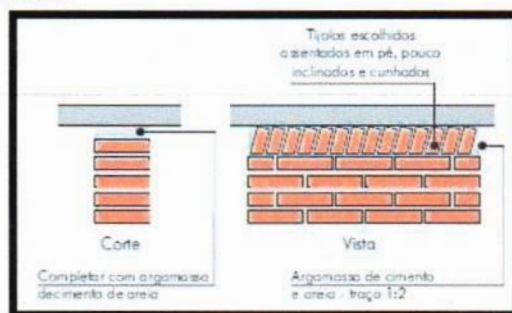 Tijolos escolhidos
assentados em pé, pouco
inclinados e cunhados
Corte
Vista
Completar com argamassa
decimento de areia
Argamassa de cimento
e areia - traço 1:2